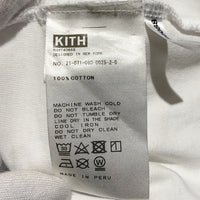 KITH
DESIGNED IN NEW YORK
NO. 21-071-060-0025-2-6
100%COTTON
MACHINE WASH COLD
DO NOT BLEACH
DO NOT TUMBLE DRY
LINE DRY IN THE SHADE
COOL IRON
DO NOT DRY CLEAN
WET CLEAN
MADE IN PERU